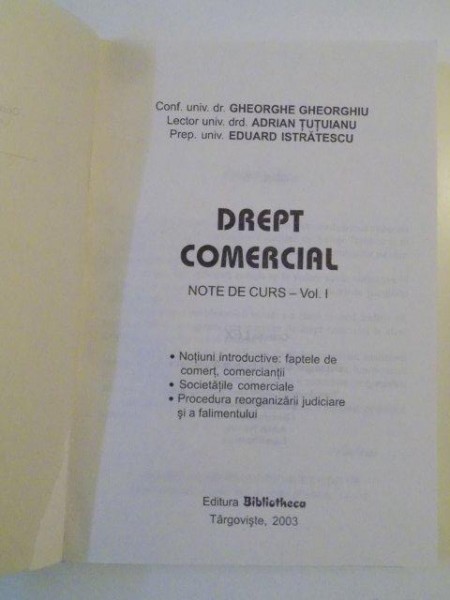 Conf. univ. dr. GHEORGHE GHEORGHIU
Lector univ. drd. ADRIAN ȚUȚUIANU
Prep. univ. EDUARD ISTRĂTESCU
DREPT
COMERCIAL
NOTE DE CURS – Vol. I
• Noțiuni introductive: faptele de
comerț, comercianții
• Societățile comerciale
• Procedura reorganizării judiciare
și a falimentului
Editura Bibliotheca
Târgoviște, 2003